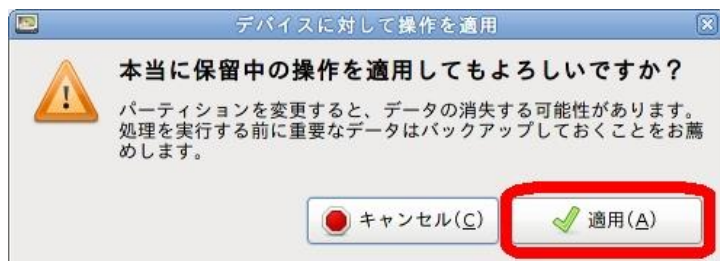 デバイスに対して操作を適用
本当に保留中の操作を適用してもよろしいですか？
パーティションを変更すると、データの消失する可能性があります。
処理を実行する前に重要なデータはバックアップしておくことをお薦
めします。
キャンセル(C) 適用(A)